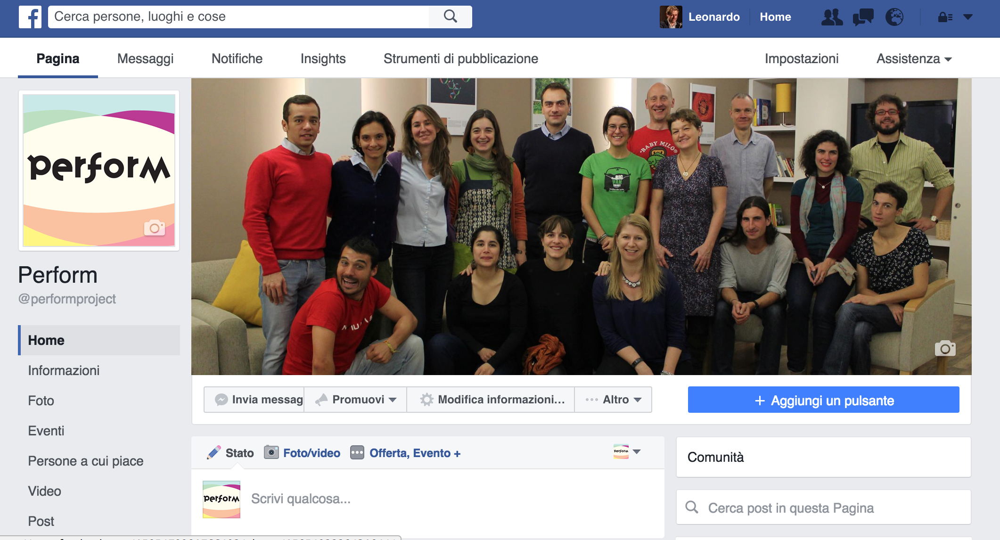 Cerca persone, luoghi e cose
Leonardo
Home
Pagina
Messaggi
Notifiche
Insights
Strumenti di pubblicazione
Impostazioni
Assistenza
perform
Perform
@performproject
Home
Informazioni
Foto
Eventi
Persone a cui piace
Video
Post
"BABY MILO®
the BIG
VAN
THEORY
Invia messag
Promuovi
Modifica informazioni...
Altro
+ Aggiungi un pulsante
Stato
Foto/video
Offerta, Evento +
perform
perform
Scrivi qualcosa...
Comunità
Cerca post in questa Pagina